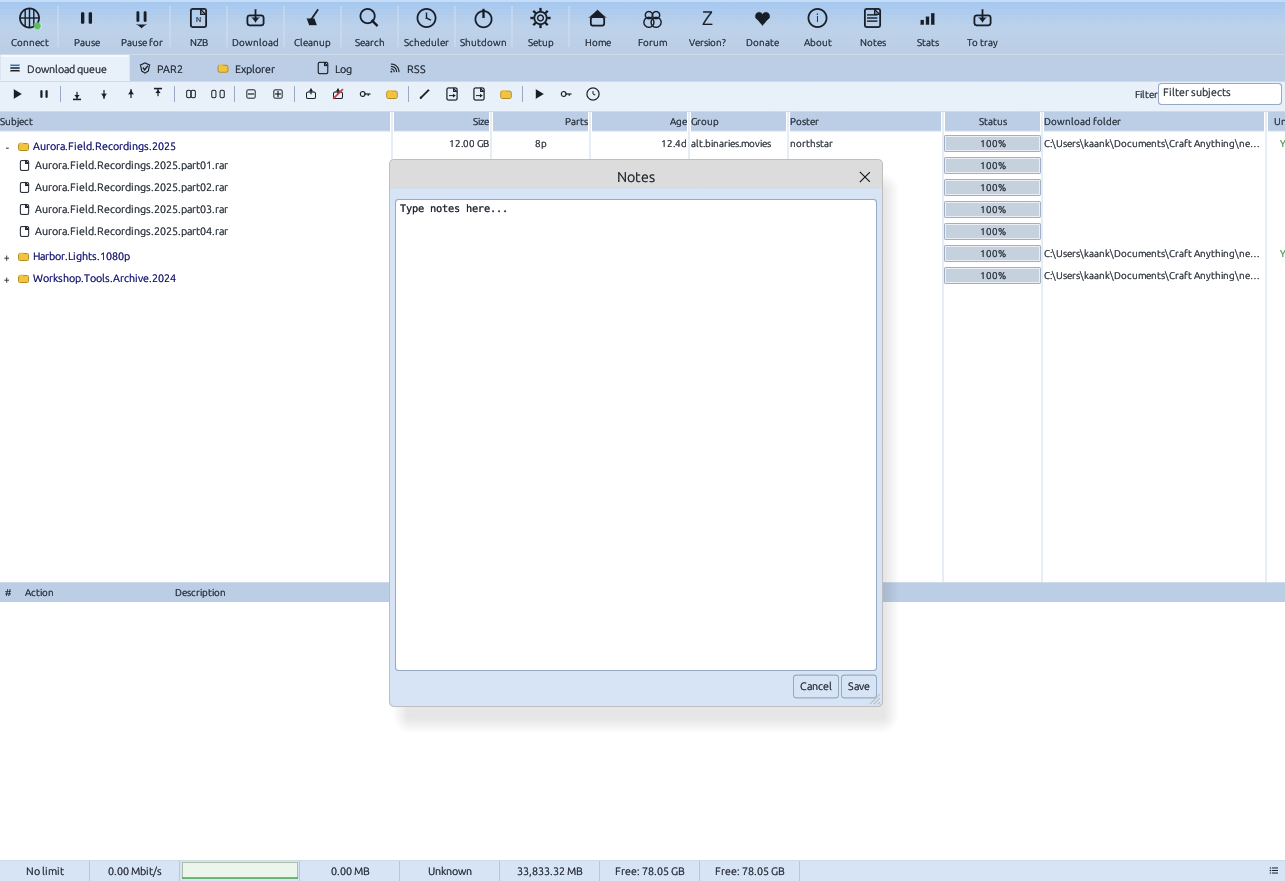 Connect Pause Pause for NZB Download Cleanup Search Scheduler Shutdown Setup Home Forum Version? Donate About Notes Stats To tray
Download queue PAR2 Explorer Log RSS
Filter Filter subjects
Subject Size Parts Age Group Poster Status Download folder Un
- Aurora.Field.Recordings.2025 12.00 GB 8p 12.4d alt.binaries.movies northstar 100% C:\Users\kaank\Documents\Craft Anything\ne... Y
Aurora.Field.Recordings.2025.part01.rar 100%
Aurora.Field.Recordings.2025.part02.rar 100%
Aurora.Field.Recordings.2025.part03.rar 100%
Aurora.Field.Recordings.2025.part04.rar 100%
+ Harbor.Lights.1080p 100% C:\Users\kaank\Documents\Craft Anything\ne... Y
+ Workshop.Tools.Archive.2024 100% C:\Users\kaank\Documents\Craft Anything\ne...
Notes
Type notes here...
Cancel Save
# Action Description
No limit 0.00 Mbit/s 0.00 MB Unknown 33,833.32 MB Free: 78.05 GB Free: 78.05 GB